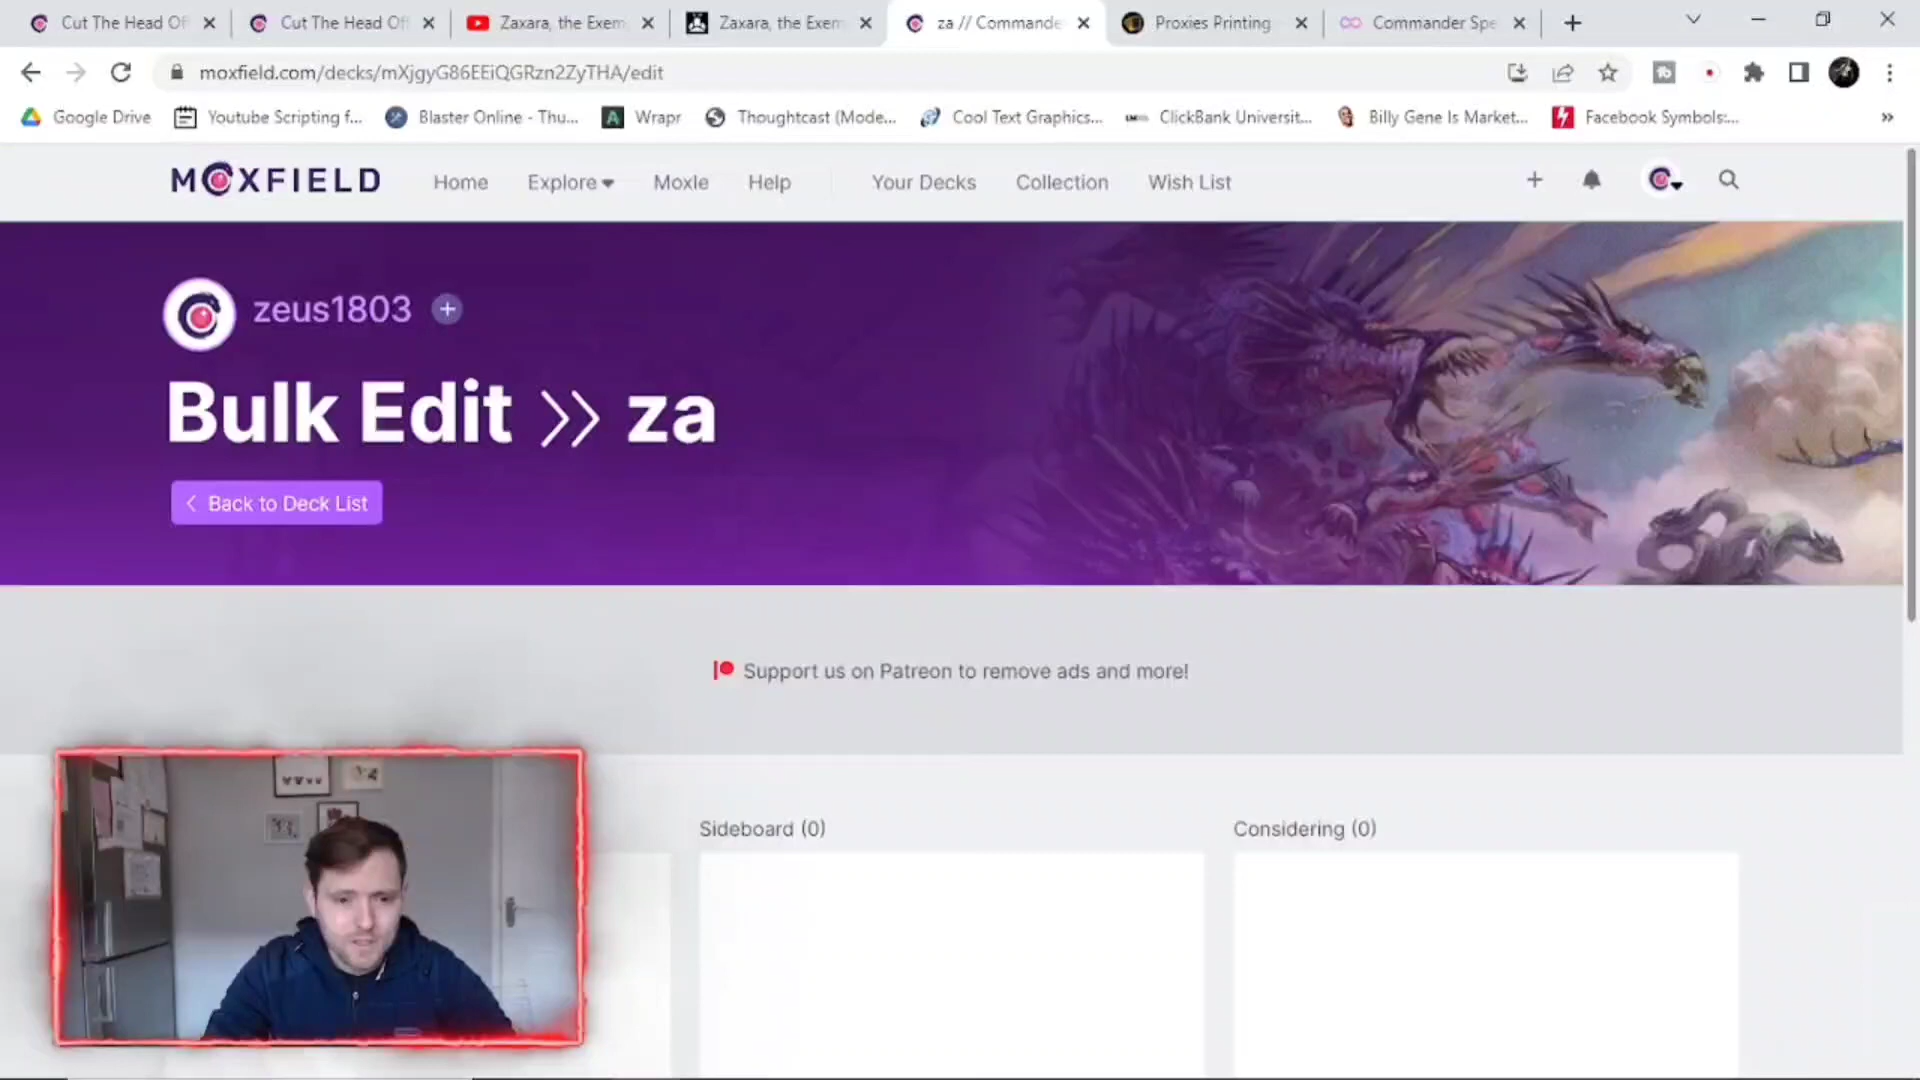 Cut The Head Of
Cut The Head Of
Zaxara, the Exem
Zaxara, the Exem
za // Commande
Proxies Printing
Commander Spe
moxfield.com/decks/mXjgyG86EEiQGRzn2ZyTHA/edit
Google Drive
Youtube Scripting f...
Blaster Online - Thu...
Wrapr
Thoughtcast (Mode...
Cool Text Graphics...
ClickBank Universit...
Billy Gene Is Market...
Facebook Symbols:...
MOXFIELD
Home
Explore
Moxle
Help
Your Decks
Collection
Wish List
zeus1803
Bulk Edit >> za
Back to Deck List
Support us on Patreon to remove ads and more!
Sideboard (0)
Considering (0)